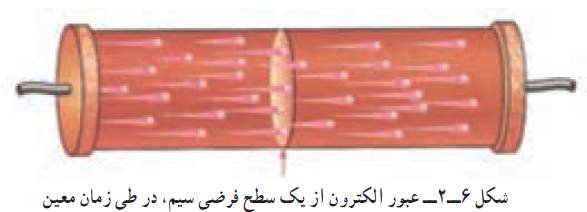 شکل ۶ــ۲ــ عبور الکترون از یک سطح فرضی سیم، در طی زمان معین